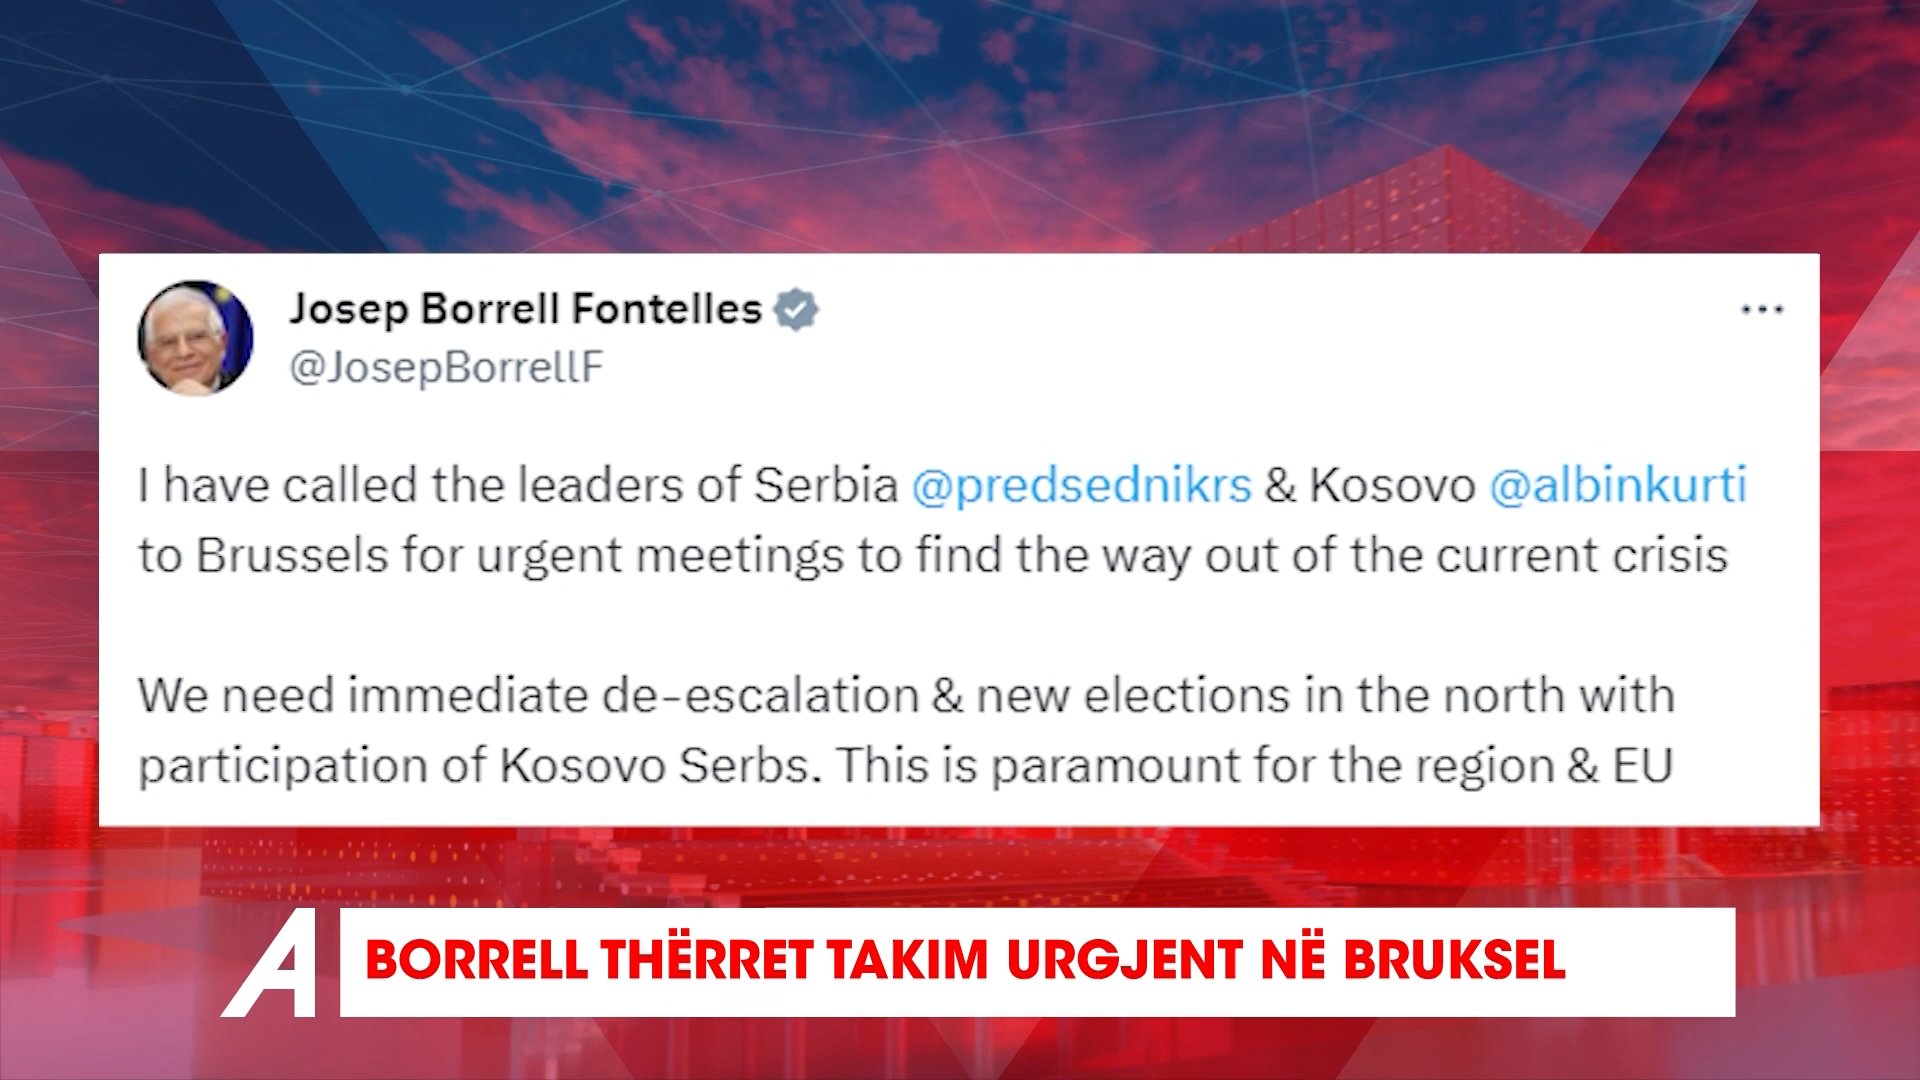 Josep Borrell Fontelles
@JosepBorrellF
I have called the leaders of Serbia @predsednikrs & Kosovo @albinkurti
to Brussels for urgent meetings to find the way out of the current crisis
We need immediate de-escalation & new elections in the north with
participation of Kosovo Serbs. This is paramount for the region & EU
A
BORRELL THËRRET TAKIM URGJENT NË BRUKSEL